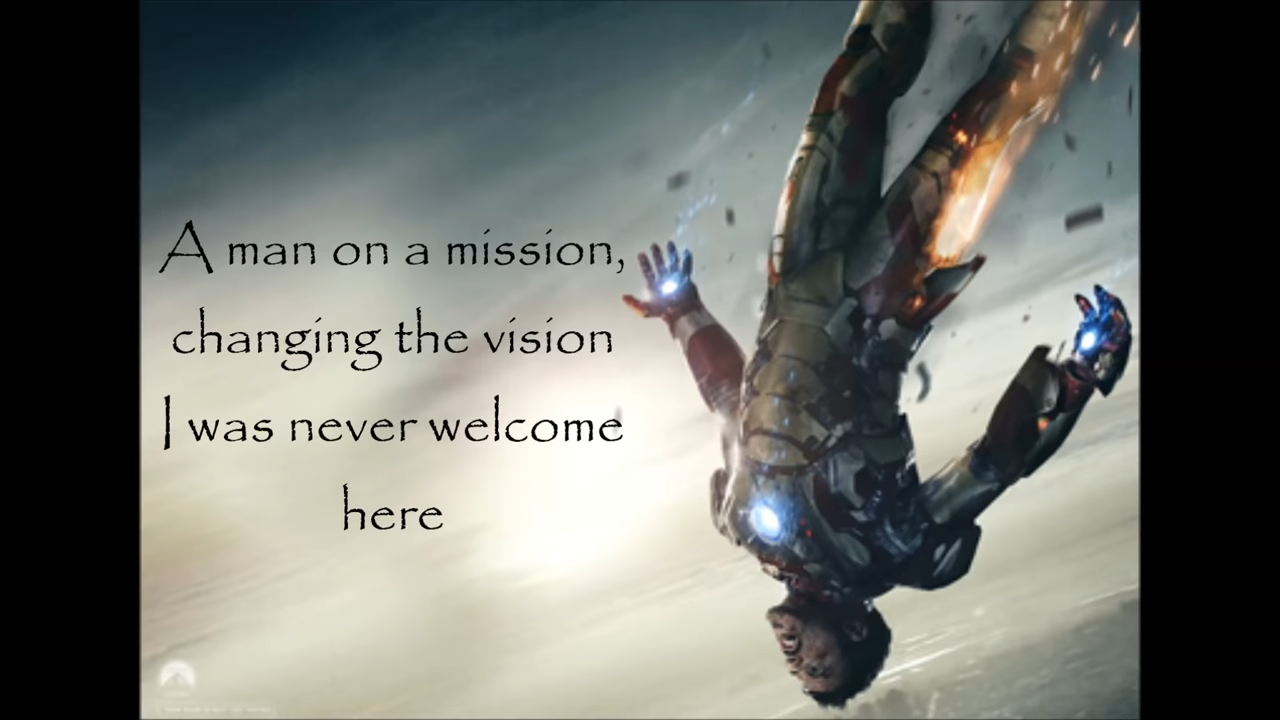 A man on a mission,
changing the vision
I was never welcome
here